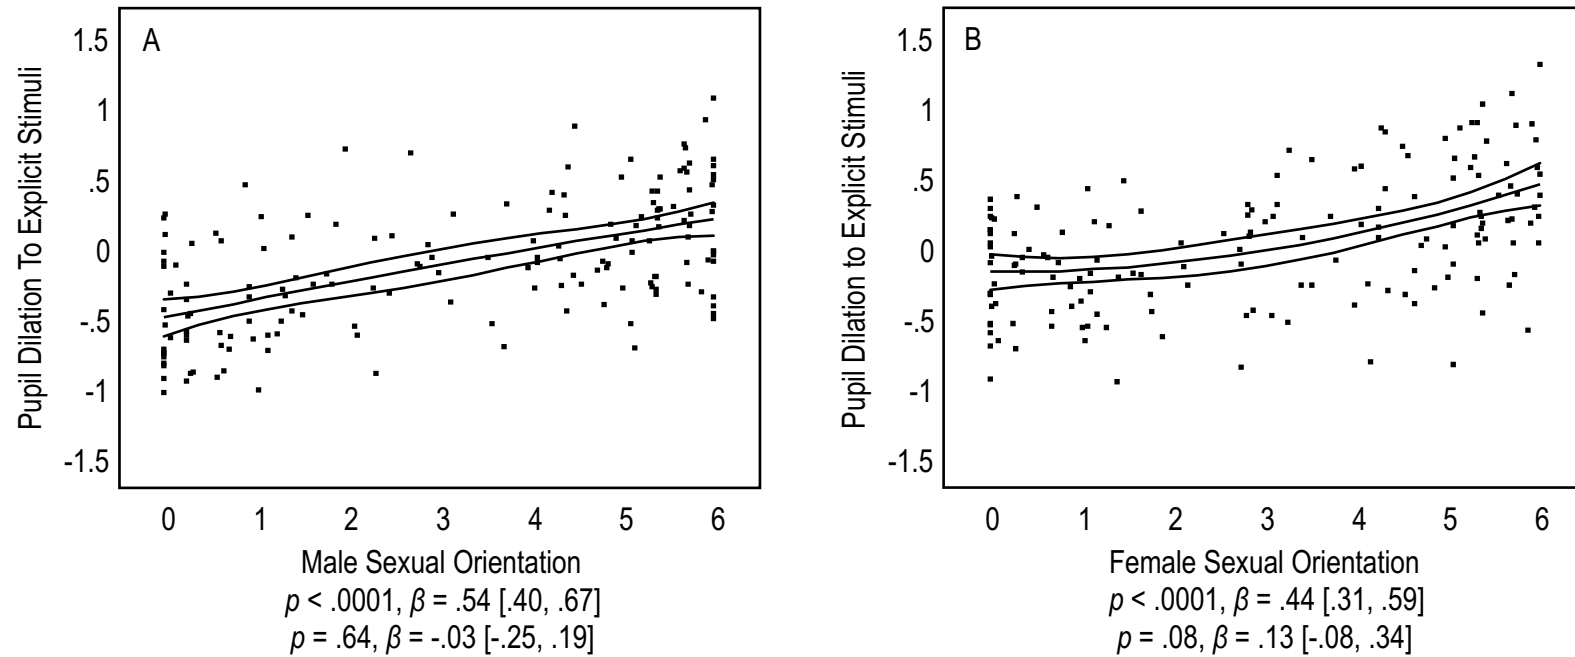 A
Pupil Dilation To Explicit Stimuli
1.5
1
.5
0
-.5
-1
-1.5
0 1 2 3 4 5 6
Male Sexual Orientation
p < .0001, β = .54 [.40, .67]
p = .64, β = -.03 [-.25, .19]
B
Pupil Dilation to Explicit Stimuli
1.5
1
.5
0
-.5
-1
-1.5
0 1 2 3 4 5 6
Female Sexual Orientation
p < .0001, β = .44 [.31, .59]
p = .08, β = .13 [-.08, .34]